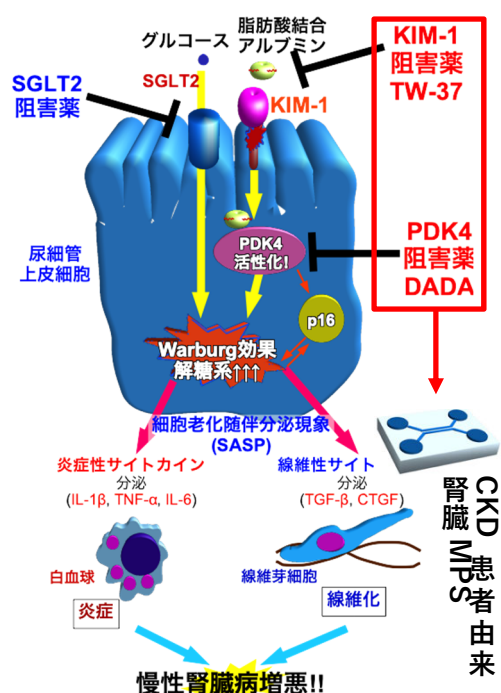 グルコース
脂肪酸結合
アルブミン
KIM-1
阻害薬
TW-37
SGLT2
阻害薬
SGLT2
KIM-1
PDK4
阻害薬
DADA
尿細管
上皮細胞
PDK4
活性化!
p16
Warburg効果
解糖系↑↑↑
細胞老化随伴分泌現象
(SASP)
炎症性サイトカイン
分泌
(IL-1β, TNF-α, IL-6)
線維性サイト
分泌
(TGF-β, CTGF)
CKD 患者由来
腎臓 MPS
白血球
炎症
線維芽細胞
線維化
慢性腎臓病増悪!!